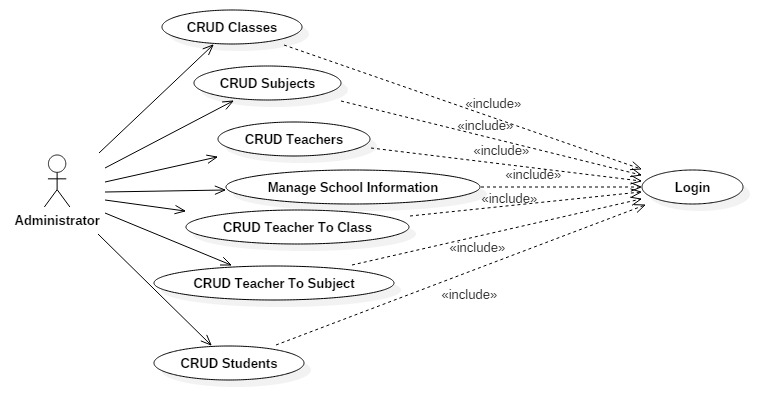 CRUD Classes
CRUD Subjects
«include»
«include»
CRUD Teachers
«include»
«include»
Manage School Information
Login
«include»
Administrator
CRUD Teacher To Class
«include»
CRUD Teacher To Subject
«include»
CRUD Students